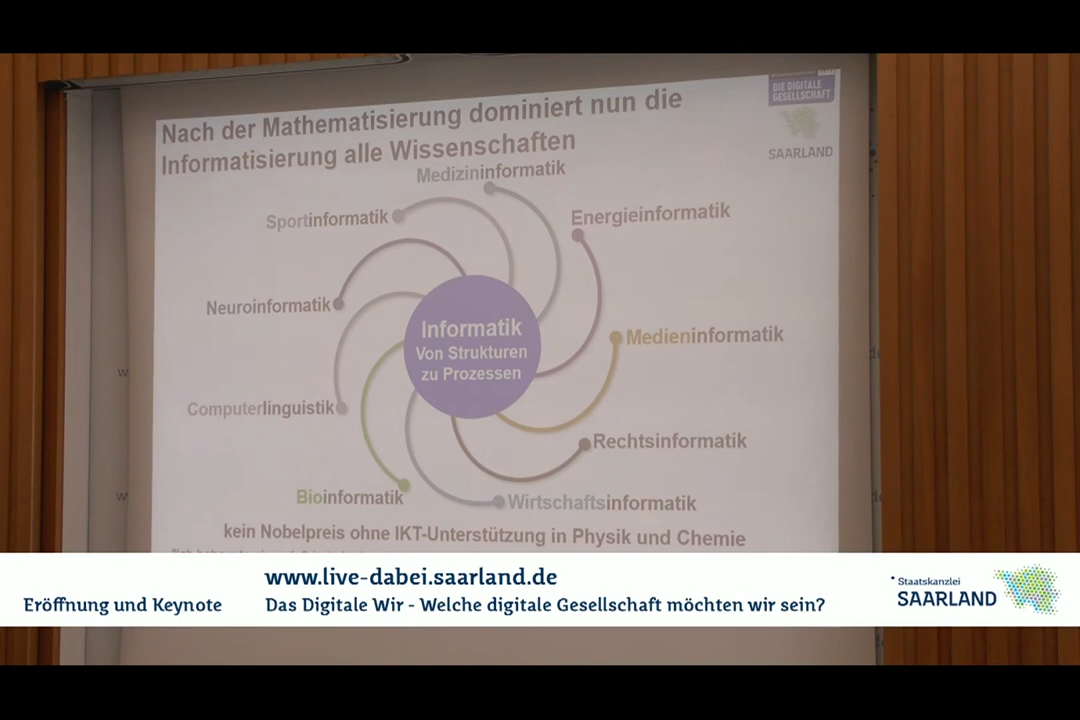 DIE DIGITALE
GESELLSCHAFT
SAARLAND
Nach der Mathematisierung dominiert nun die
Informatisierung alle Wissenschaften
Medizininformatik
Sportinformatik
Energieinformatik
Neuroinformatik
Informatik
Von Strukturen
zu Prozessen
Medieninformatik
Computerlinguistik
Rechtsinformatik
Bioinformatik
Wirtschaftsinformatik
kein Nobelpreis ohne IKT-Unterstützung in Physik und Chemie
www.live-dabei.saarland.de
Eröffnung und Keynote
Das Digitale Wir - Welche digitale Gesellschaft möchten wir sein?
Staatskanzlei
SAARLAND